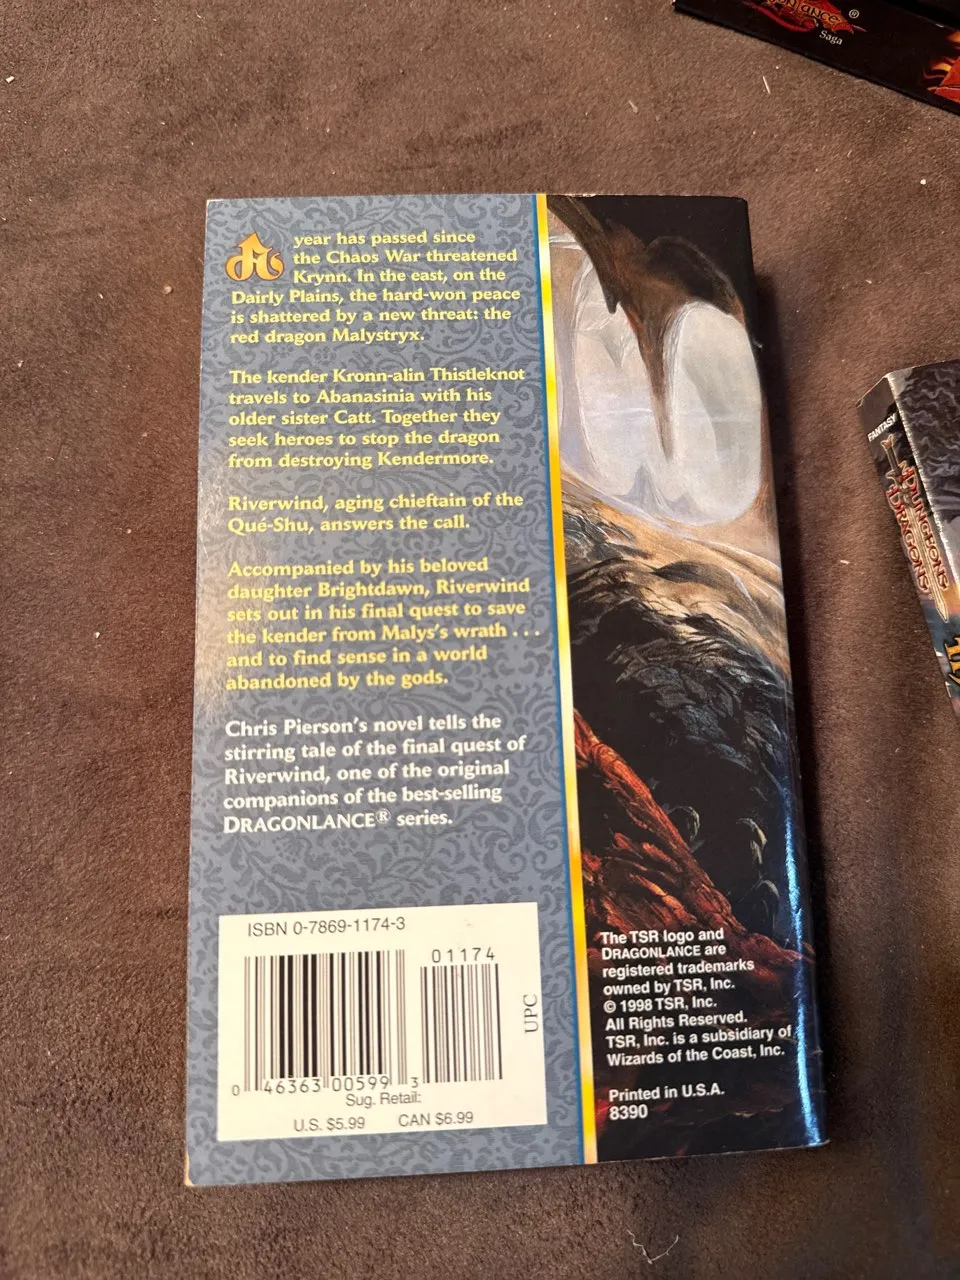 onlance®
Saga
A year has passed since
the Chaos War threatened
Krynn. In the east, on the
Dairly Plains, the hard-won peace
is shattered by a new threat: the
red dragon Malystryx.
The kender Kronn-alin Thistleknot
travels to Abanasinia with his
older sister Catt. Together they
seek heroes to stop the dragon
from destroying Kendermore.
Riverwind, aging chieftain of the
Qué-Shu, answers the call.
Accompanied by his beloved
daughter Brightdawn, Riverwind
sets out in his final quest to save
the kender from Malys's wrath . . .
and to find sense in a world
abandoned by the gods.
Chris Pierson's novel tells the
stirring tale of the final quest of
Riverwind, one of the original
companions of the best-selling
DRAGONLANCE® series.
ISBN 0-7869-1174-3
01174
0 46363 00599 3
UPC
Sug. Retail:
U.S. $5.99 CAN $6.99
The TSR logo and
DRAGONLANCE are
registered trademarks
owned by TSR, Inc.
© 1998 TSR, Inc.
All Rights Reserved.
TSR, Inc. is a subsidiary of
Wizards of the Coast, Inc.
Printed in U.S.A.
8390
FANTASY
DUNGEONS
& DRAGONS